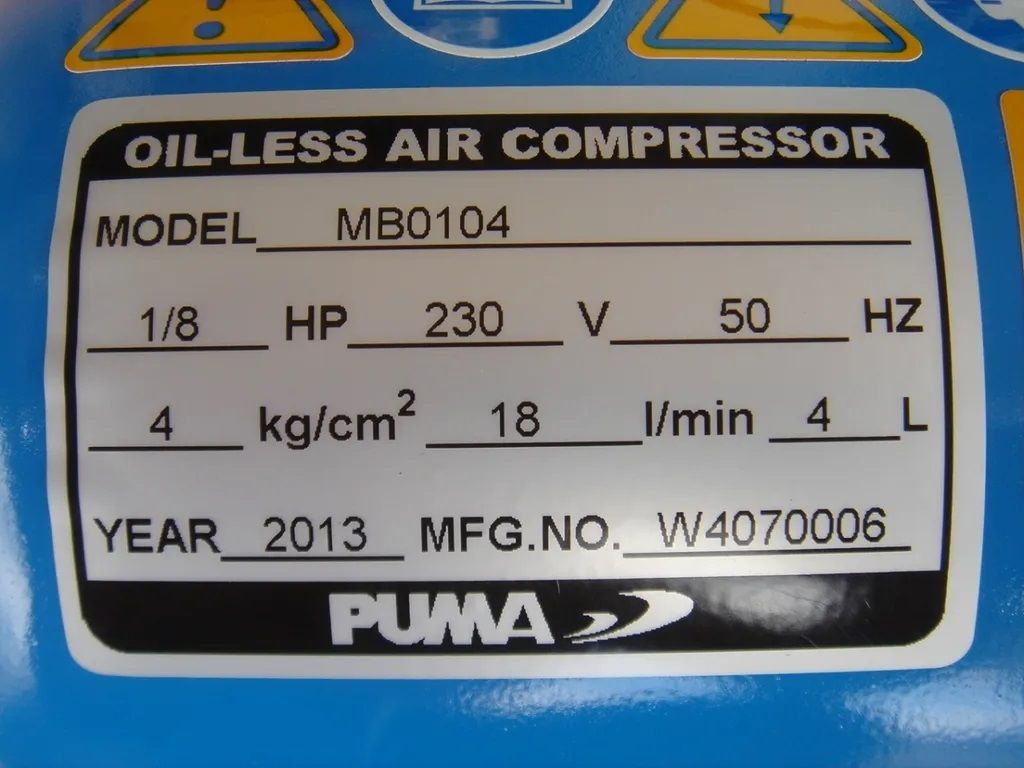 OIL-LESS AIR COMPRESSOR
MODEL MB0104
1/8 HP 230 V 50 HZ
4 kg/cm² 18 l/min 4 L
YEAR 2013 MFG.NO. W4070006
PUMA